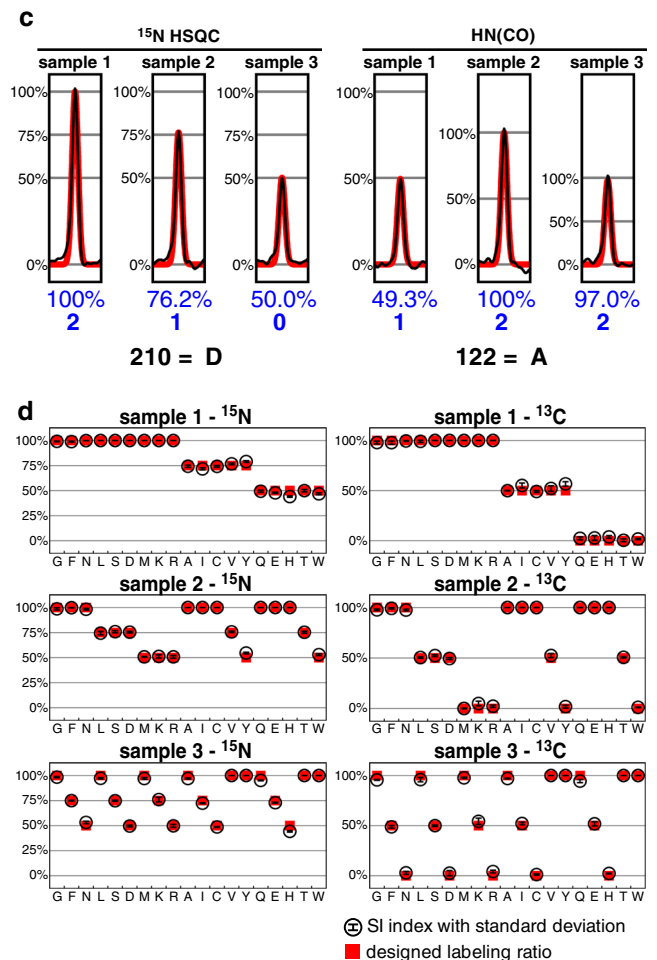 c
¹⁵N HSQC HN(CO)
sample 1 sample 2 sample 3 sample 1 sample 2 sample 3
100% 100% 100%
75% 75% 75% 100%
50% 50% 50% 50% 50% 100%
50%
0% 0% 0% 0% 0% 0%
100% 76.2% 50.0% 49.3% 100% 97.0%
2 1 0 1 2 2
210 = D 122 = A
d
sample 1 - ¹⁵N
100%
75%
50%
25%
0%
G F N L S D M K R A I C V Y Q E H T W
sample 1 - ¹³C
100%
50%
0%
G F N L S D M K R A I C V Y Q E H T W
sample 2 - ¹⁵N
100%
75%
50%
25%
0%
G F N L S D M K R A I C V Y Q E H T W
sample 2 - ¹³C
100%
50%
0%
G F N L S D M K R A I C V Y Q E H T W
sample 3 - ¹⁵N
100%
75%
50%
25%
0%
G F N L S D M K R A I C V Y Q E H T W
sample 3 - ¹³C
100%
50%
0%
G F N L S D M K R A I C V Y Q E H T W
SI index with standard deviation
designed labeling ratio